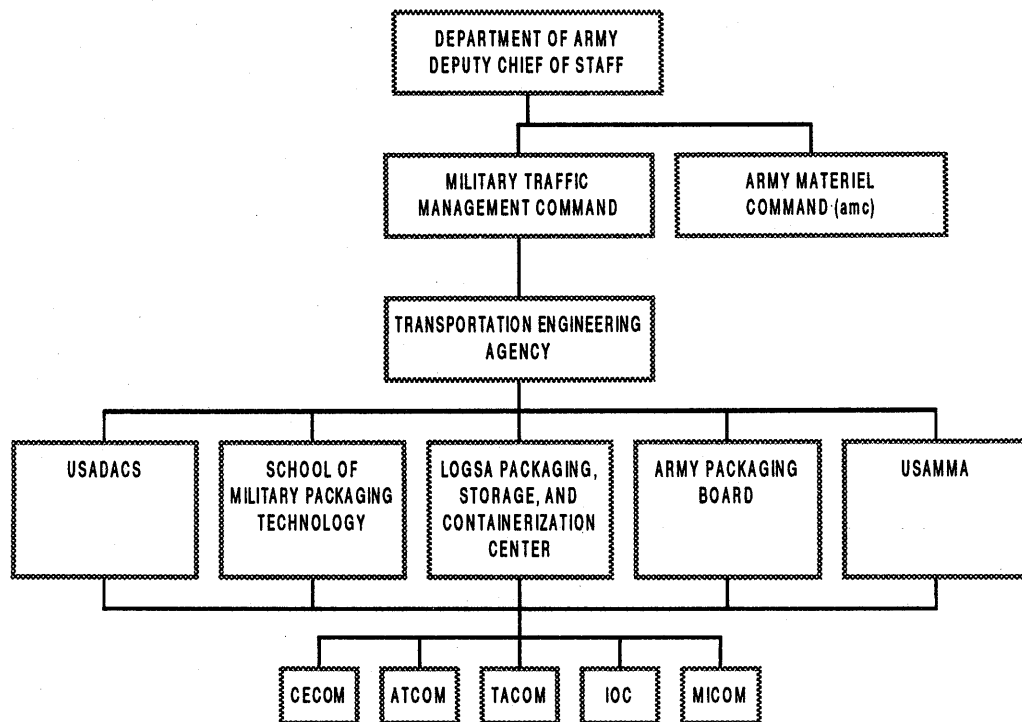 DEPARTMENT OF ARMY
DEPUTY CHIEF OF STAFF
MILITARY TRAFFIC
MANAGEMENT COMMAND
ARMY MATERIEL
COMMAND (amc)
TRANSPORTATION ENGINEERING
AGENCY
USADACS
SCHOOL OF
MILITARY PACKAGING
TECHNOLOGY
LOGSA PACKAGING,
STORAGE, AND
CONTAINERIZATION
CENTER
ARMY PACKAGING
BOARD
USAMMA
CECOM
ATCOM
TACOM
IOC
MICOM